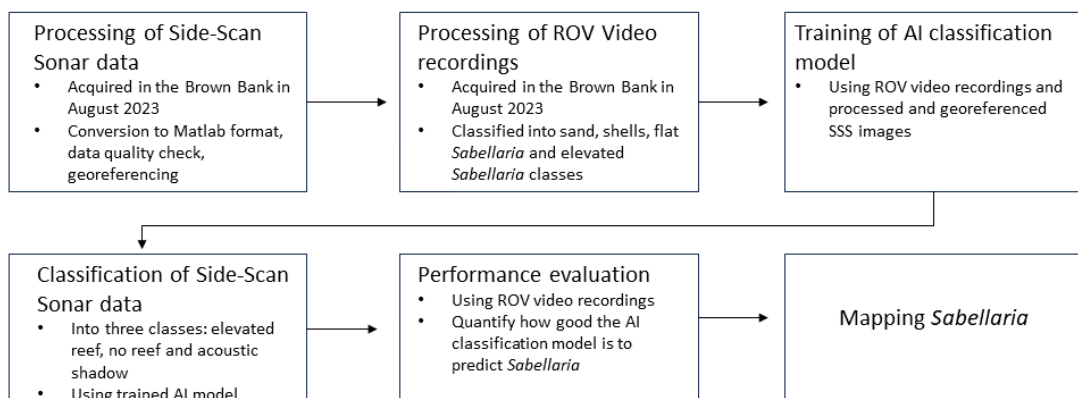 Processing of Side-Scan
Sonar data
• Acquired in the Brown Bank in
August 2023
• Conversion to Matlab format,
data quality check,
georeferencing
Processing of ROV Video
recordings
• Acquired in the Brown Bank in
August 2023
• Classified into sand, shells, flat
Sabellaria and elevated
Sabellaria classes
Training of AI classification
model
• Using ROV video recordings and
processed and georeferenced
SSS images
Classification of Side-Scan
Sonar data
• Into three classes: elevated
reef, no reef and acoustic
shadow
• Using trained AI model
Performance evaluation
• Using ROV video recordings
• Quantify how good the AI
classification model is to
predict Sabellaria
Mapping Sabellaria